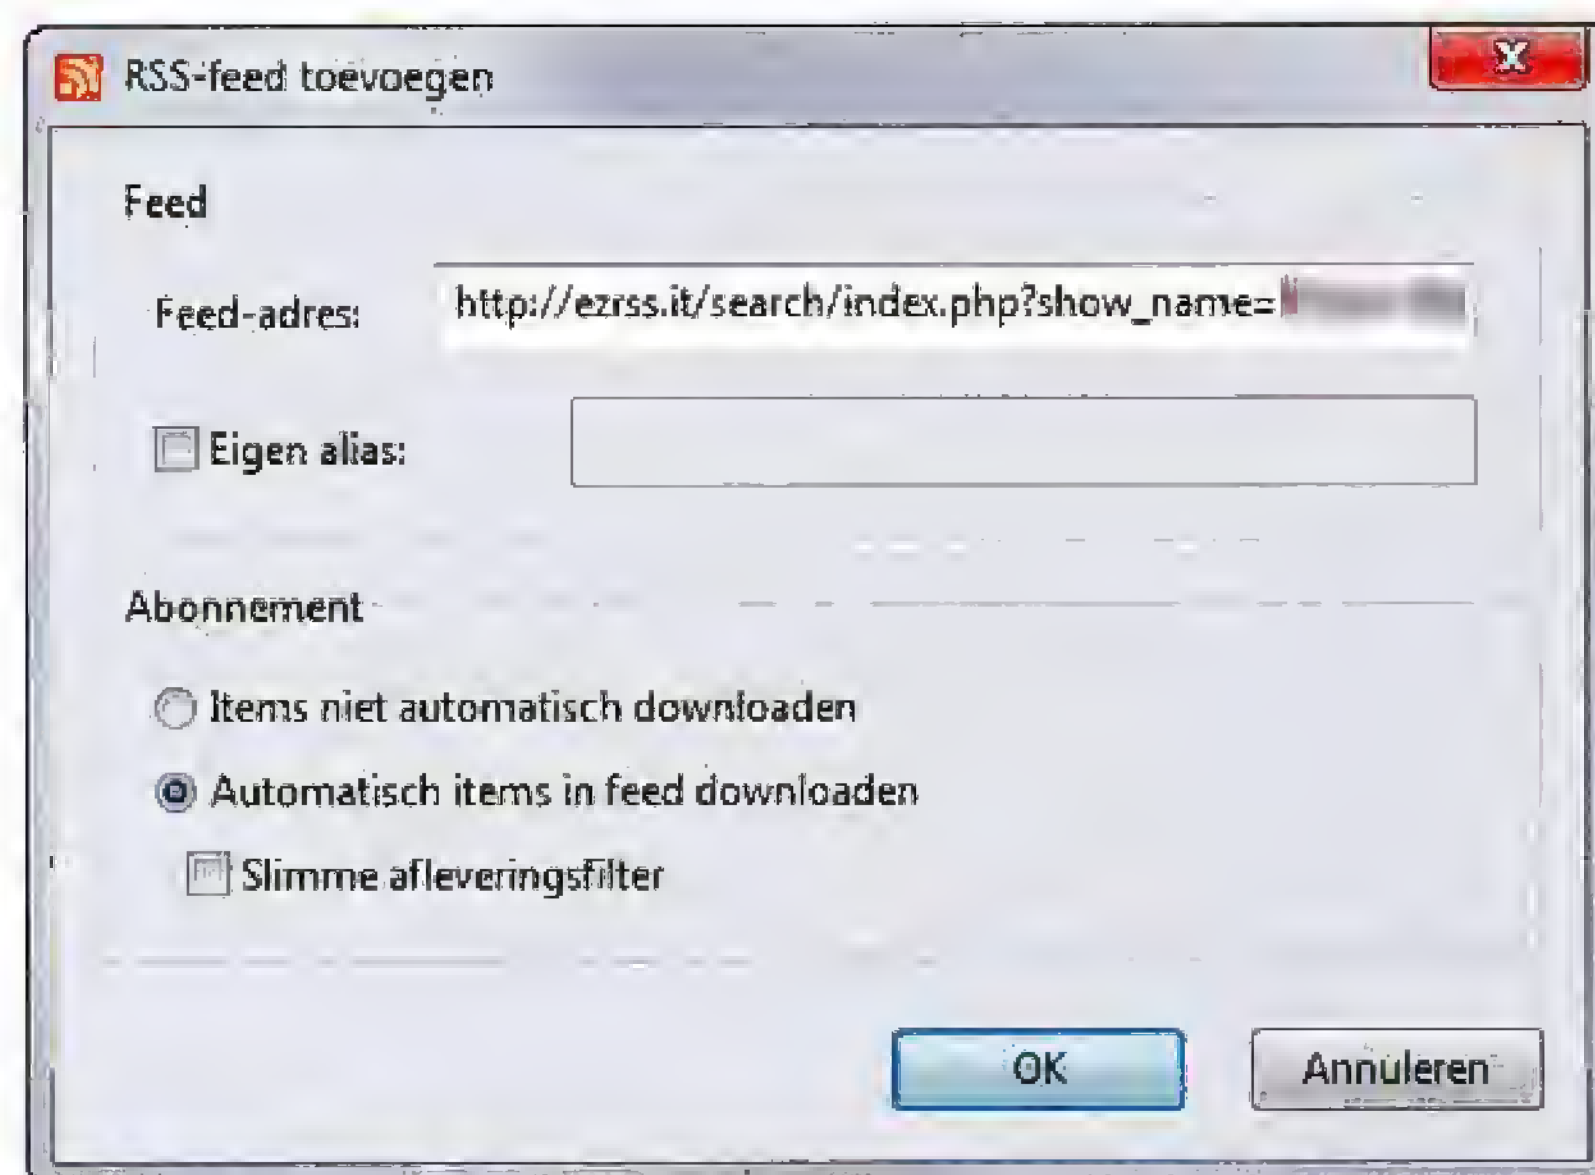 RSS-feed toevoegen
X
Feed
Feed-adres: http://ezrss.it/search/index.php?show_name=
Eigen alias:
Abonnement
Items niet automatisch downloaden
Automatisch items in feed downloaden
Slimme afleveringsfilter
OK Annuleren